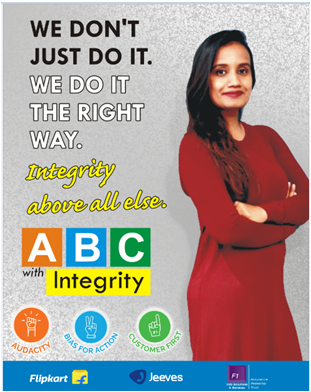 WE DON'T
JUST DO IT.
WE DO IT
THE RIGHT
WAY.
Integrity
above all else.
A B C
with Integrity
AUDACITY
BIAS FOR ACTION
CUSTOMER FIRST
Flipkart
Jeeves
F1